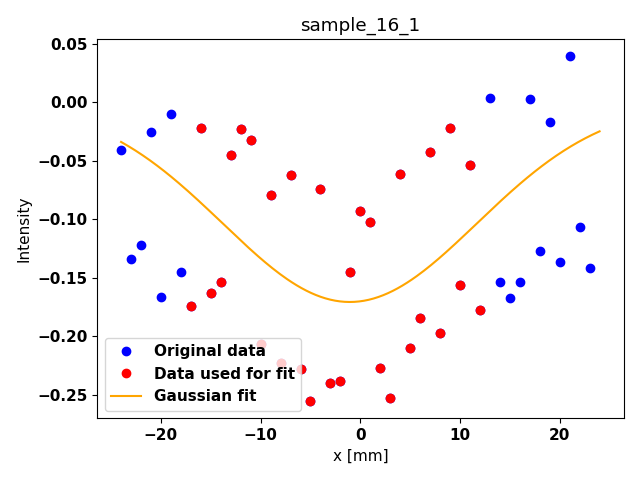 sample_16_1
0.05
0.00
−0.05
−0.10
−0.15
−0.20
−0.25
Intensity
Original data
Data used for fit
Gaussian fit
−20
−10
0
10
20
x [mm]